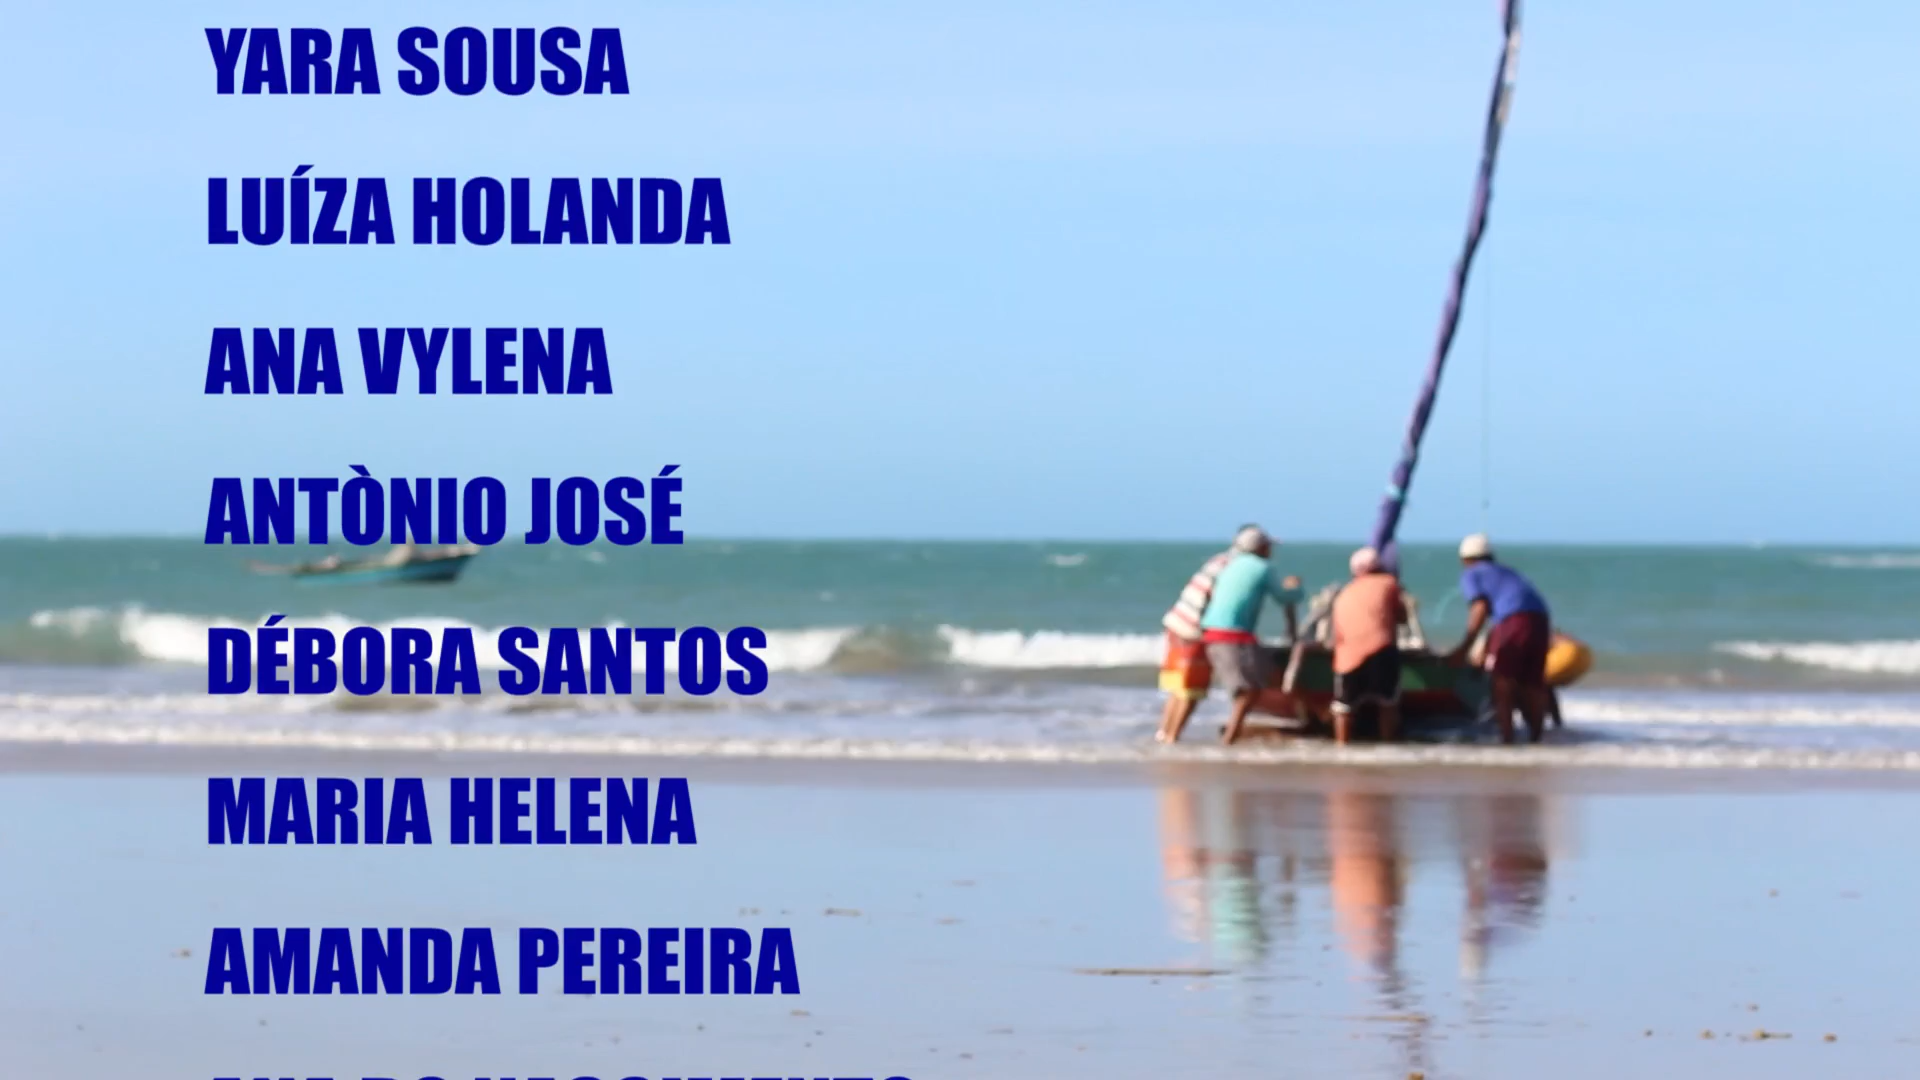 YARA SOUSA
LUÍZA HOLANDA
ANA VYLENA
ANTÒNIO JOSÉ
DÉBORA SANTOS
MARIA HELENA
AMANDA PEREIRA